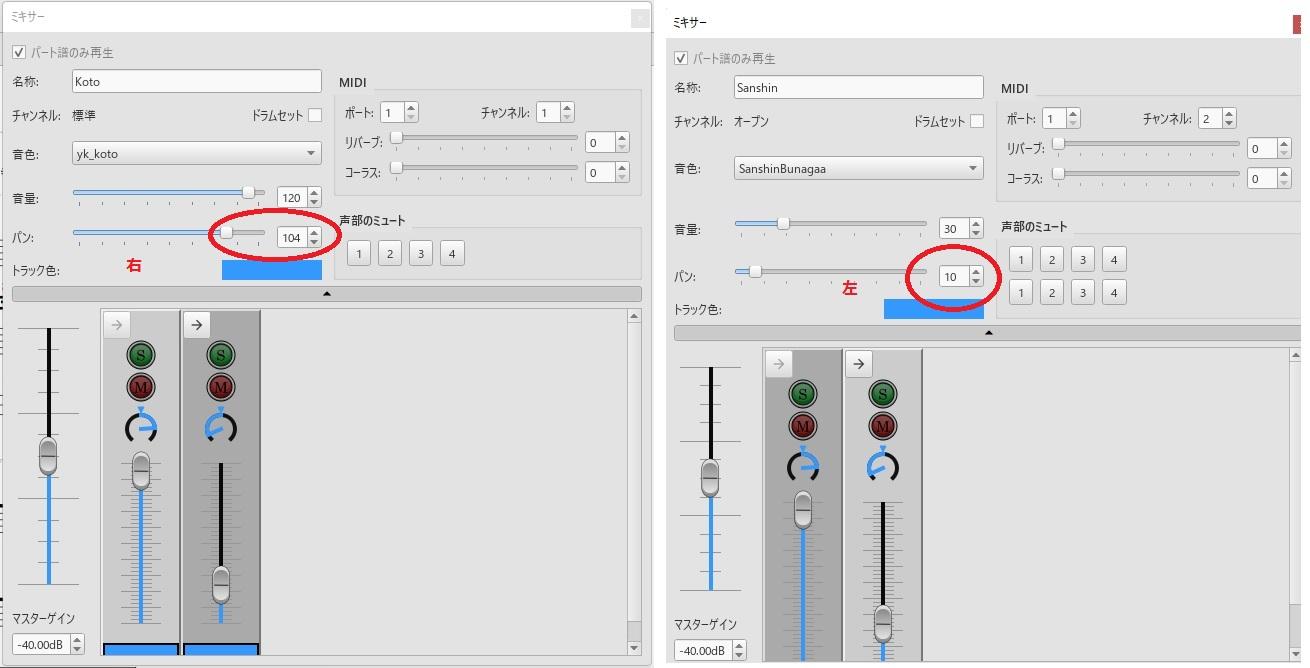 ミキサー
パート譜のみ再生
名称: Koto
チャンネル: 標準 ドラムセット
音色: yk_koto
音量: 120
パン: 104
右
トラック色:
MIDI
ポート: 1 チャンネル: 1
リバーブ: 0
コーラス: 0
声部のミュート
1 2 3 4
S S
M M
マスターゲイン
-40.00dB
ミキサー
パート譜のみ再生
名称: Sanshin
チャンネル: オープン ドラムセット
音色: SanshinBunagaa
音量: 30
パン: 10
左
トラック色:
MIDI
ポート: 1 チャンネル: 2
リバーブ: 0
コーラス: 0
声部のミュート
1 2 3 4
1 2 3 4
S S
M M
マスターゲイン
-40.00dB